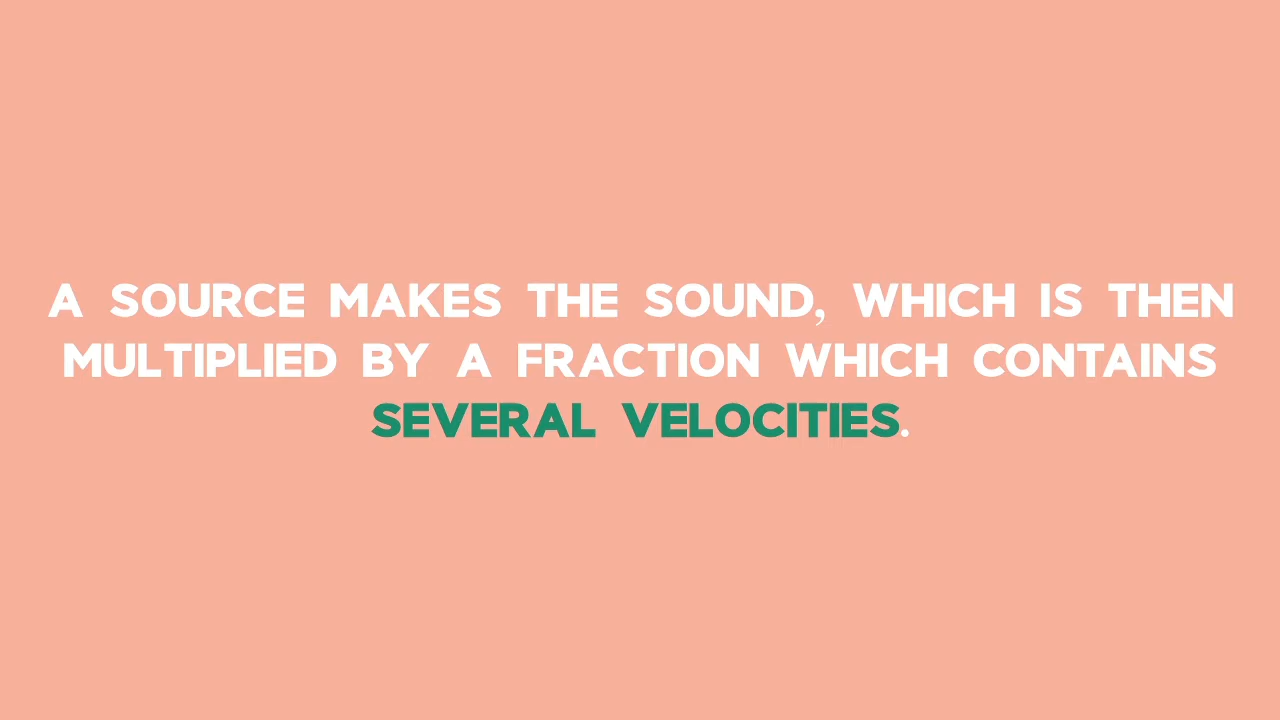 A SOURCE MAKES THE SOUND, WHICH IS THEN
MULTIPLIED BY A FRACTION WHICH CONTAINS
SEVERAL VELOCITIES.